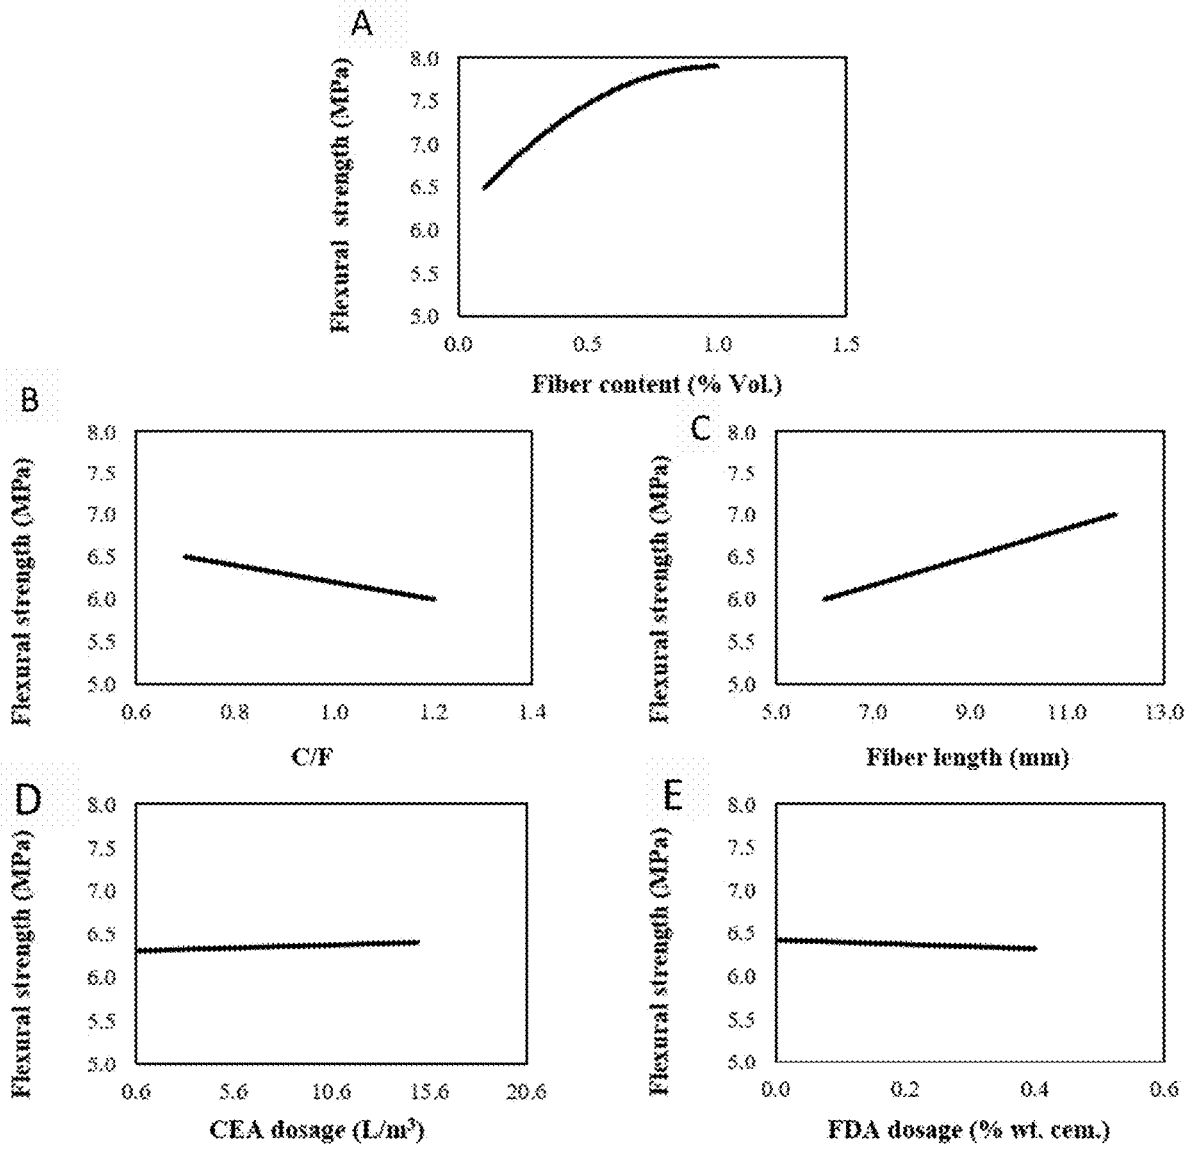 A
Flexural strength (MPa)
8.0
7.5
7.0
6.5
6.0
5.5
5.0
0.0 0.5 1.0 1.5
Fiber content (% Vol.)
B
Flexural strength (MPa)
8.0
7.5
7.0
6.5
6.0
5.5
5.0
0.6 0.8 1.0 1.2 1.4
C/F
C
Flexural strength (MPa)
8.0
7.5
7.0
6.5
6.0
5.5
5.0
5.0 7.0 9.0 11.0 13.0
Fiber length (mm)
D
Flexural strength (MPa)
8.0
7.5
7.0
6.5
6.0
5.5
5.0
0.6 5.6 10.6 15.6 20.6
CEA dosage (L/m³)
E
Flexural strength (MPa)
8.0
7.5
7.0
6.5
6.0
5.5
5.0
0.0 0.2 0.4 0.6
FDA dosage (% wt. cem.)